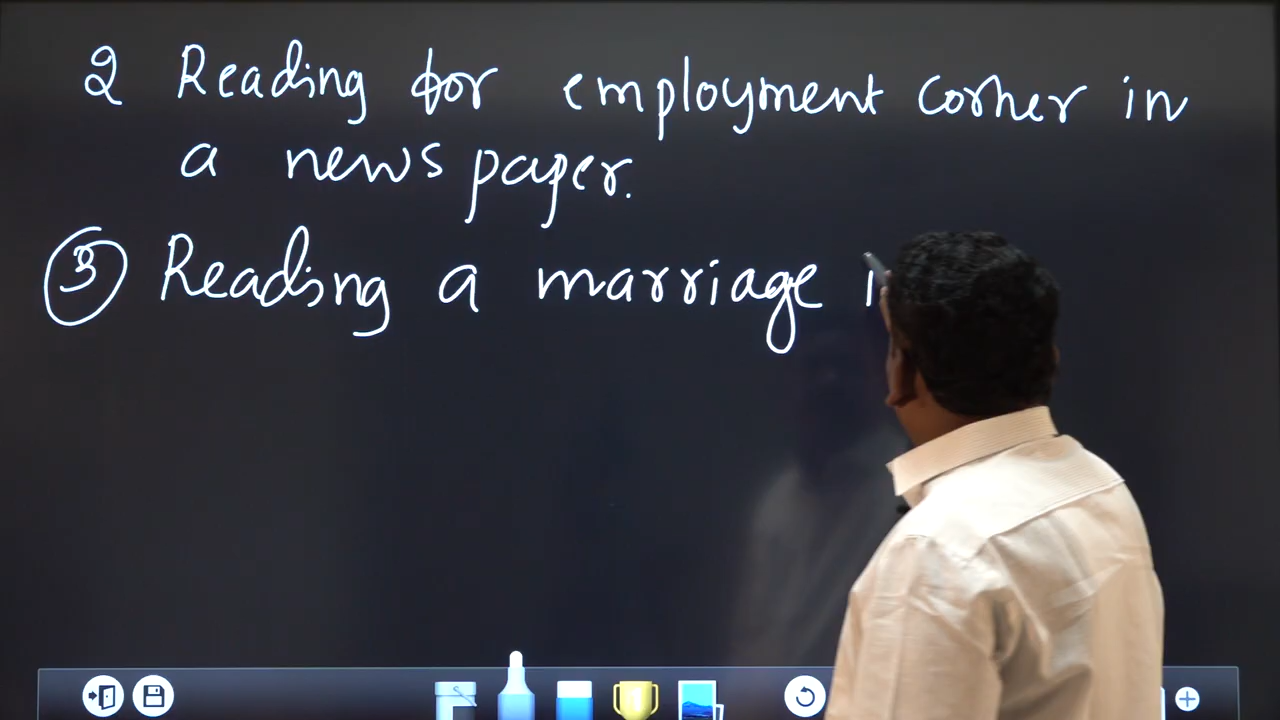 2 Reading for employment corner in
a news paper.
③ Reading a marriage